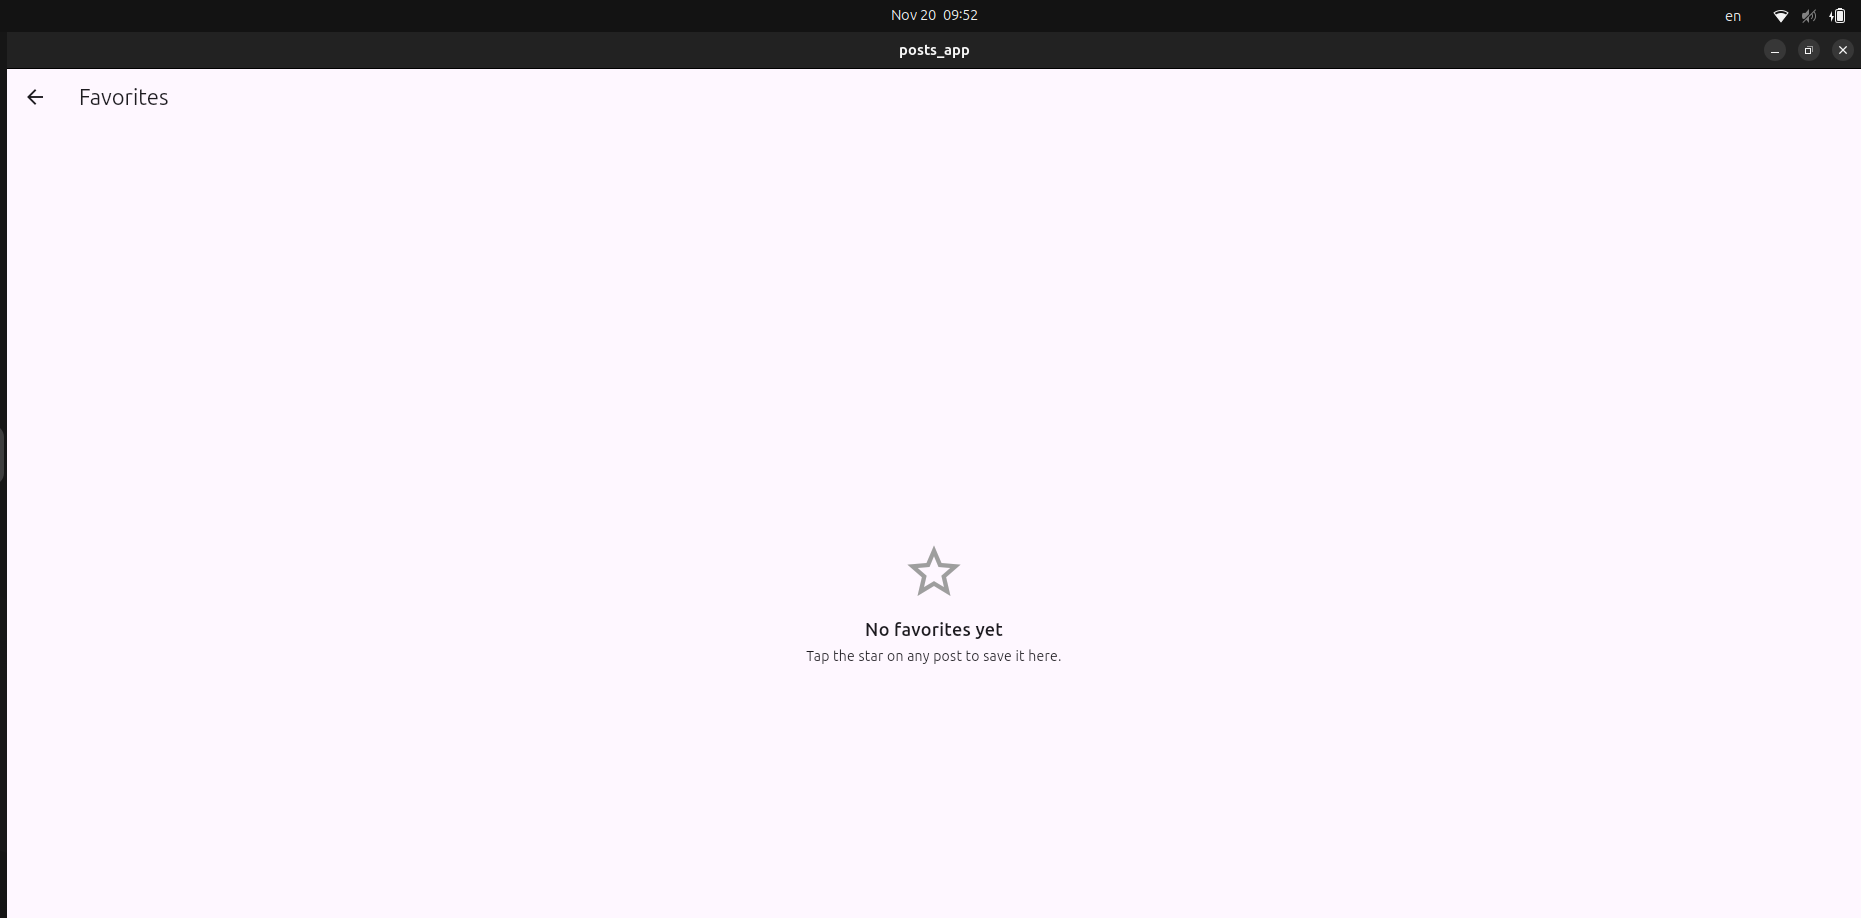 Nov 20 09:52
en
posts_app
Favorites
No favorites yet
Tap the star on any post to save it here.